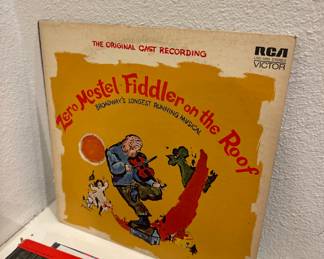 THE ORIGINAL CAST RECORDING
RCA
VICTOR
Zero Mostel Fiddler on the Roof
BROADWAY'S LONGEST RUNNING MUSICAL